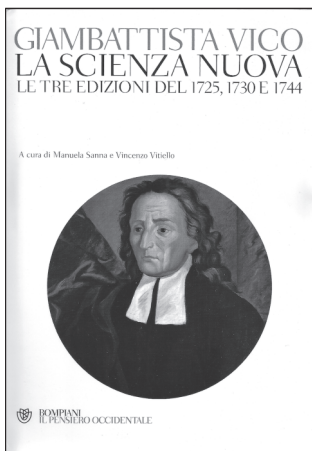 GIAMBATTISTA VICO
LA SCIENZA NUOVA
LE TRE EDIZIONI DEL 1725, 1730 E 1744
A cura di Manuela Sanna e Vincenzo Vitiello
BOMPIANI
IL PENSIERO OCCIDENTALE